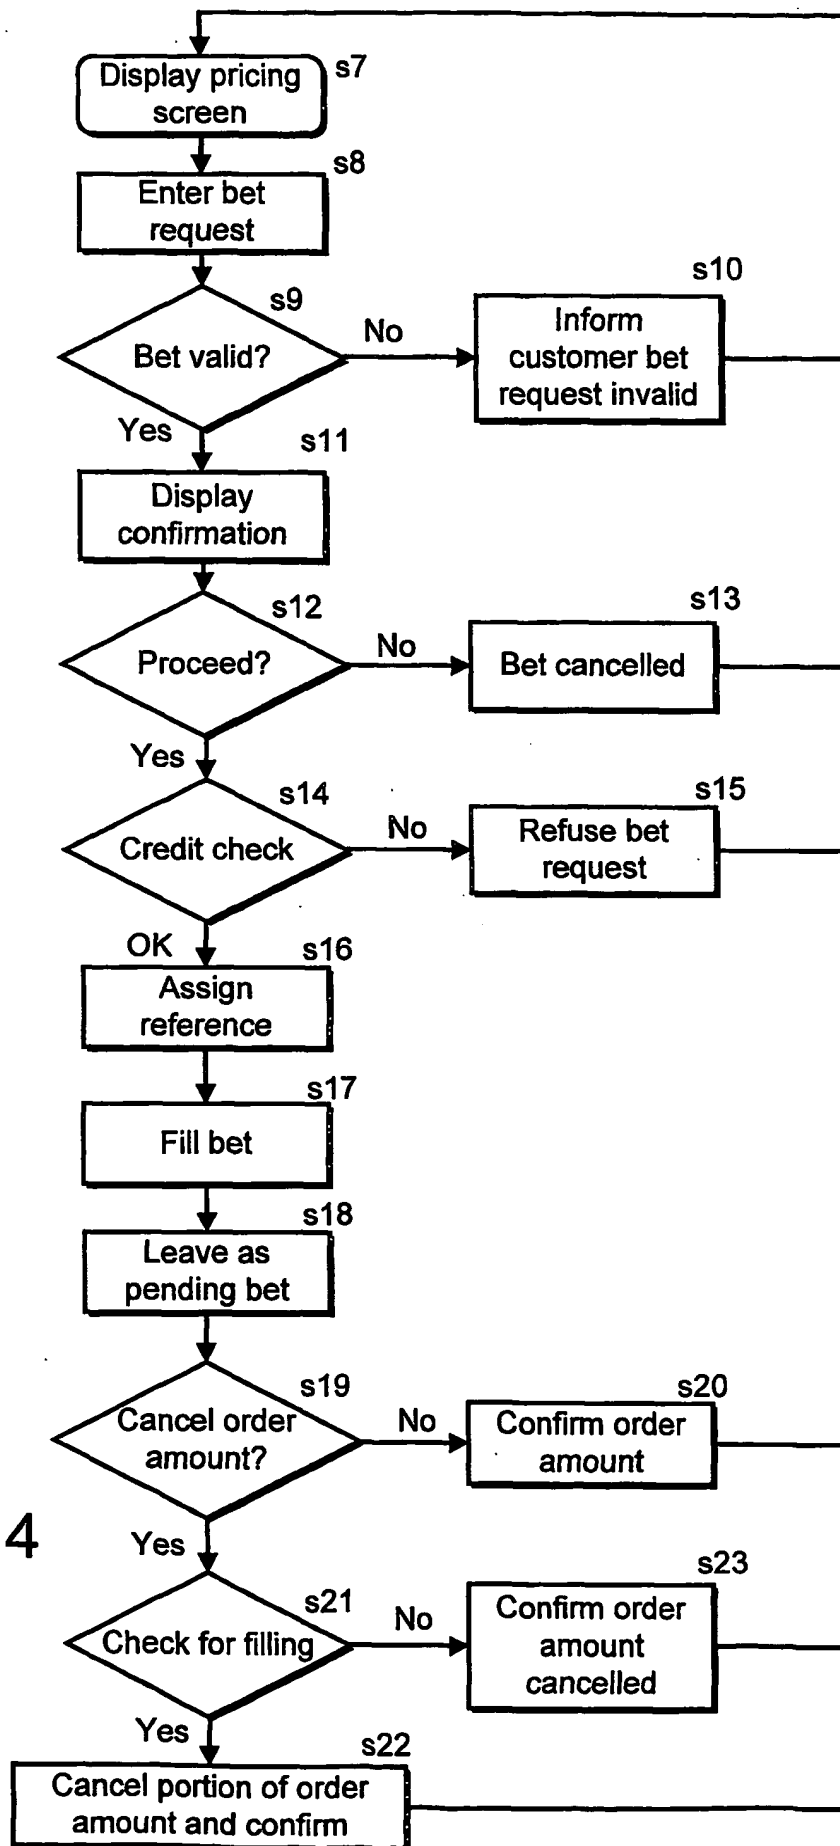 s7
Display pricing
screen
s8
Enter bet
request
s9
Bet valid?
No
s10
Inform
customer bet
request invalid
Yes
s11
Display
confirmation
s12
Proceed?
No
s13
Bet cancelled
Yes
s14
Credit check
No
s15
Refuse bet
request
OK
s16
Assign
reference
s17
Fill bet
s18
Leave as
pending bet
s19
Cancel order
amount?
No
s20
Confirm order
amount
4
Yes
s21
Check for filling
No
s23
Confirm order
amount
cancelled
Yes
s22
Cancel portion of order
amount and confirm